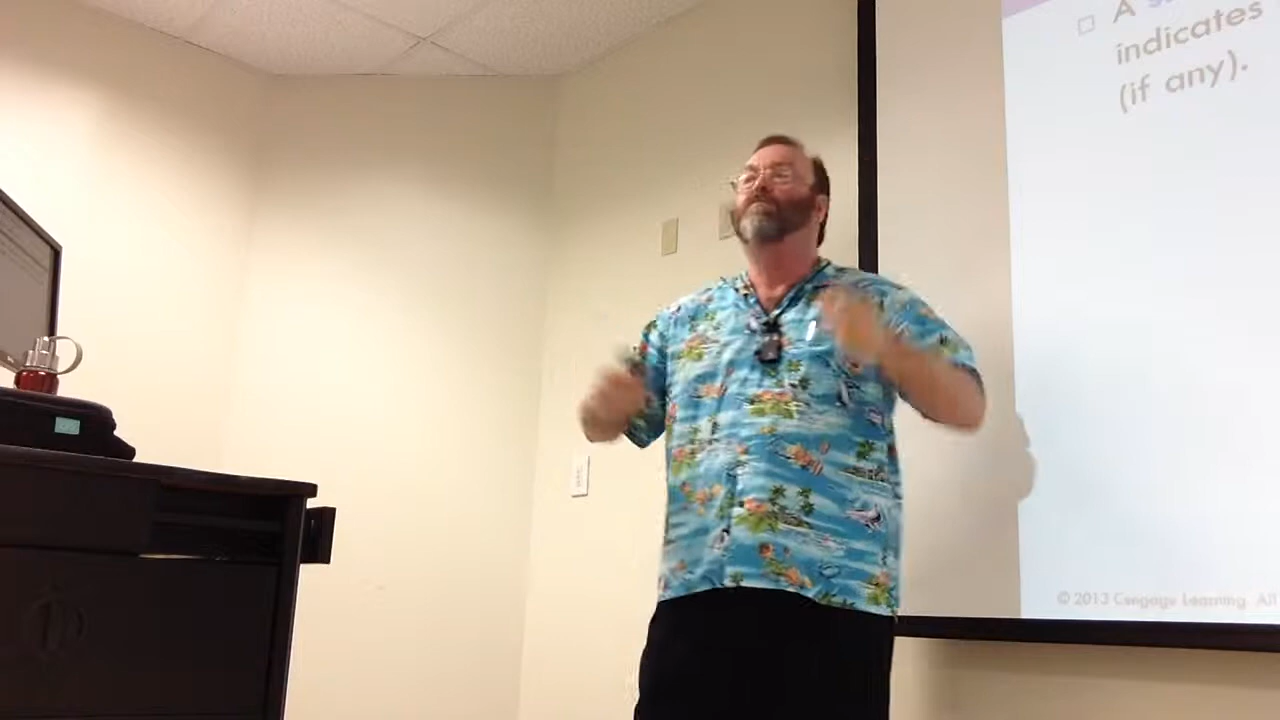 A
indicates
(if any).
© 2013 Cengage Learning. All